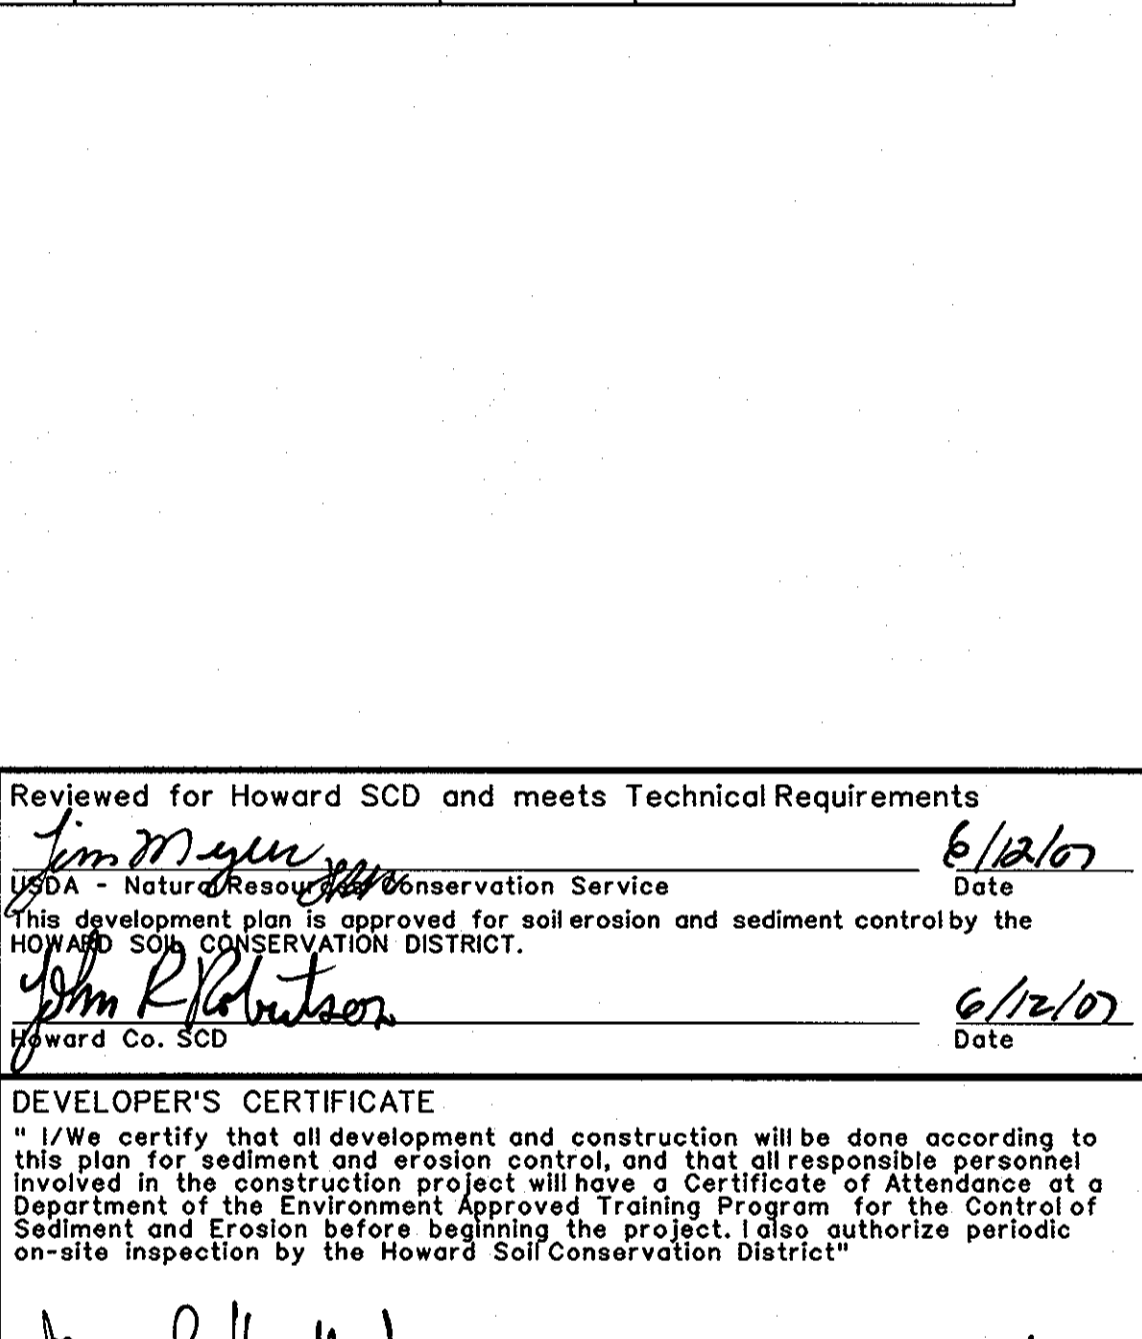 Reviewed for Howard SCD and meets Technical Requirements
Jim Meyer 6/12/07
USDA - Natural Resources Conservation Service Date
This development plan is approved for soil erosion and sediment control by the
HOWARD SOIL CONSERVATION DISTRICT.
John R Robertson 6/12/07
Howard Co. SCD Date
DEVELOPER'S CERTIFICATE
" I/We certify that all development and construction will be done according to
this plan for sediment and erosion control, and that all responsible personnel
involved in the construction project will have a Certificate of Attendance at a
Department of the Environment Approved Training Program for the Control of
Sediment and Erosion before beginning the project. I also authorize periodic
on-site inspection by the Howard Soil Conservation District"